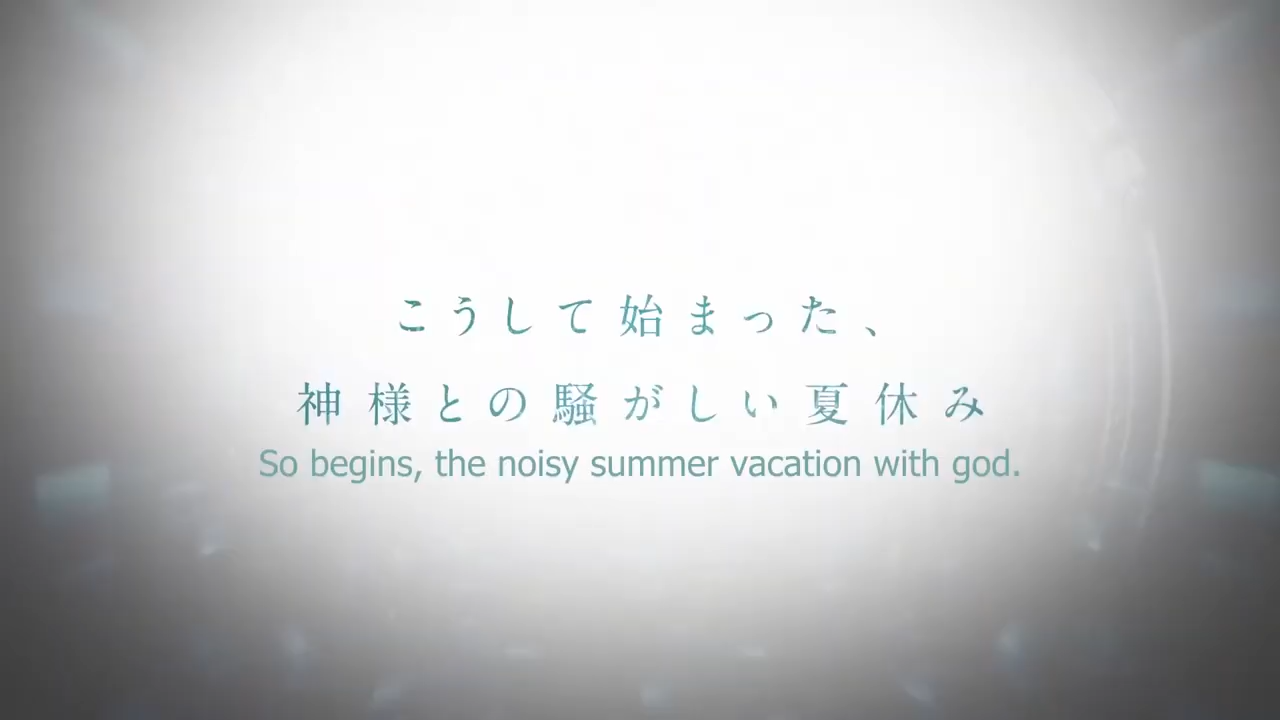 こうして始まった、
神様との騒がしい夏休み
So begins, the noisy summer vacation with god.